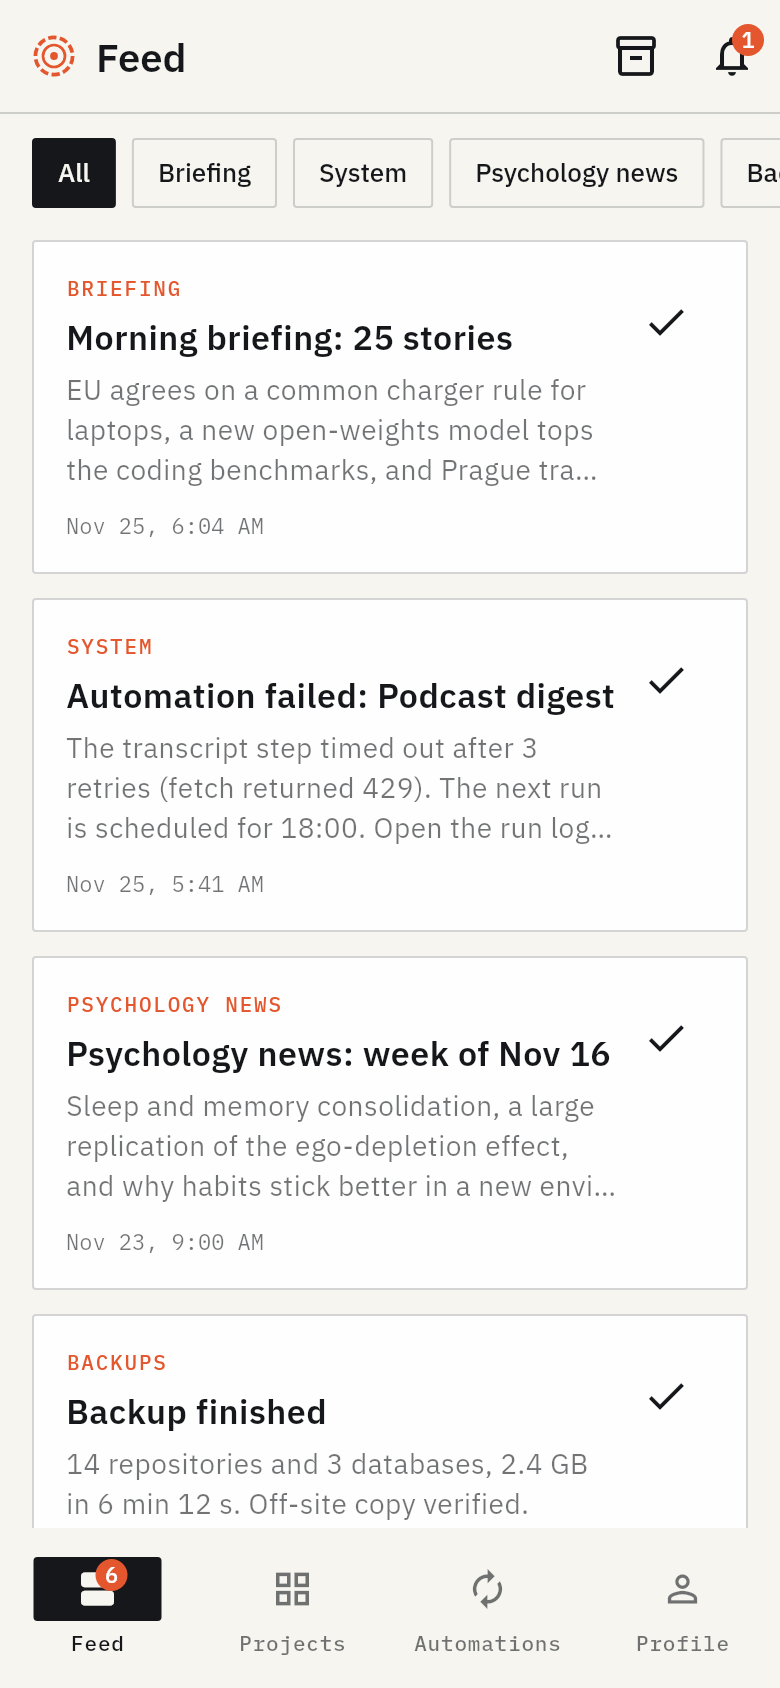 Feed
1
All
Briefing
System
Psychology news
Ba
BRIEFING
Morning briefing: 25 stories
EU agrees on a common charger rule for
laptops, a new open-weights model tops
the coding benchmarks, and Prague tra...
Nov 25, 6:04 AM
SYSTEM
Automation failed: Podcast digest
The transcript step timed out after 3
retries (fetch returned 429). The next run
is scheduled for 18:00. Open the run log...
Nov 25, 5:41 AM
PSYCHOLOGY NEWS
Psychology news: week of Nov 16
Sleep and memory consolidation, a large
replication of the ego-depletion effect,
and why habits stick better in a new envi...
Nov 23, 9:00 AM
BACKUPS
Backup finished
14 repositories and 3 databases, 2.4 GB
in 6 min 12 s. Off-site copy verified.
6
Feed
Projects
Automations
Profile